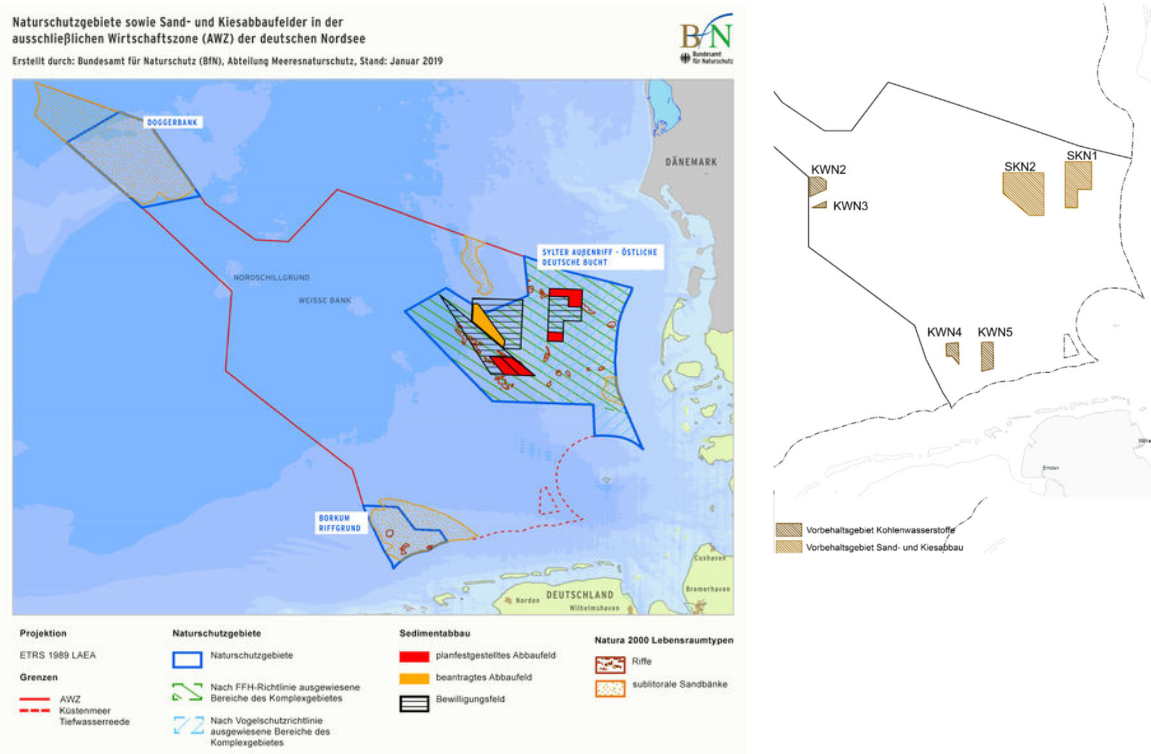 Naturschutzgebiete sowie Sand- und Kiesabbaufelder in der
ausschließlichen Wirtschaftszone (AWZ) der deutschen Nordsee
Erstellt durch: Bundesamt für Naturschutz (BfN), Abteilung Meeresnaturschutz, Stand: Januar 2019
BfN
Bundesamt
für Naturschutz
DOGGERBANK
DÄNEMARK
SYLTER AUẞENRIFF - ÖSTLICHE
DEUTSCHE BUCHT
NORDSCHILLGRUND
WEISSE BANK
BORKUM
RIFFGRUND
Cuxhaven
Bremerhaven
DEUTSCHLAND
Norden
Wilhelmshaven
Projektion
ETRS 1989 LAEA
Grenzen
AWZ
Küstenmeer
Tiefwasserreede
Naturschutzgebiete
Naturschutzgebiete
Nach FFH-Richtlinie ausgewiesene
Bereiche des Komplexgebietes
Nach Vogelschutzrichtlinie
ausgewiesene Bereiche des
Komplexgebietes
Sedimentabbau
planfestgestelltes Abbaufeld
beantragtes Abbaufeld
Bewilligungsfeld
Natura 2000 Lebensraumtypen
Riffe
sublitorale Sandbänke
KWN2
KWN3
SKN2
SKN1
KWN4
KWN5
Emden
Wilhe
Vorbehaltsgebiet Kohlenwasserstoffe
Vorbehaltsgebiet Sand- und Kiesabbau